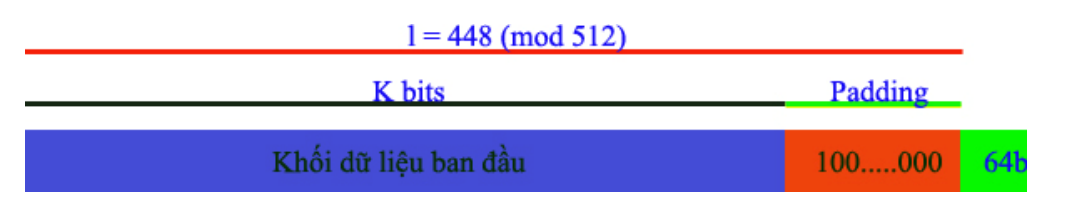 l = 448 (mod 512)
K bits Padding
Khối dữ liệu ban đầu 100.....000 64b